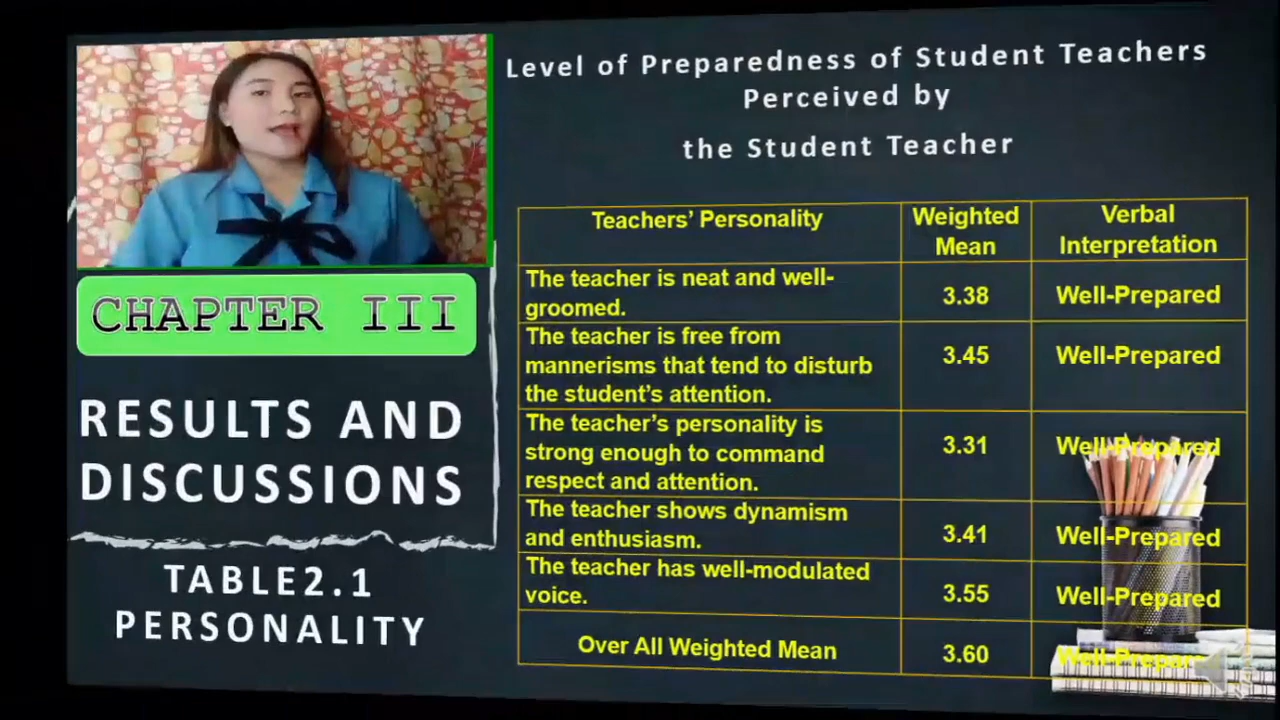 Level of Preparedness of Student Teachers
Perceived by
the Student Teacher
CHAPTER III
RESULTS AND
DISCUSSIONS
TABLE2.1
PERSONALITY
Teachers' Personality
Weighted
Mean
Verbal
Interpretation
The teacher is neat and well-
groomed.
3.38
Well-Prepared
The teacher is free from
mannerisms that tend to disturb
the student's attention.
3.45
Well-Prepared
The teacher's personality is
strong enough to command
respect and attention.
3.31
Well-Prepared
The teacher shows dynamism
and enthusiasm.
3.41
Well-Prepared
The teacher has well-modulated
voice.
3.55
Well-Prepared
Over All Weighted Mean
3.60